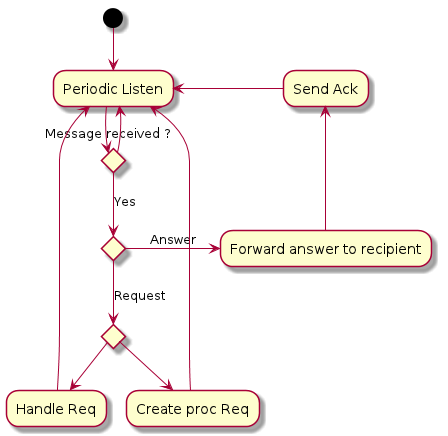 Periodic Listen
Send Ack
Message received ?
Yes
Answer
Forward answer to recipient
Request
Handle Req
Create proc Req